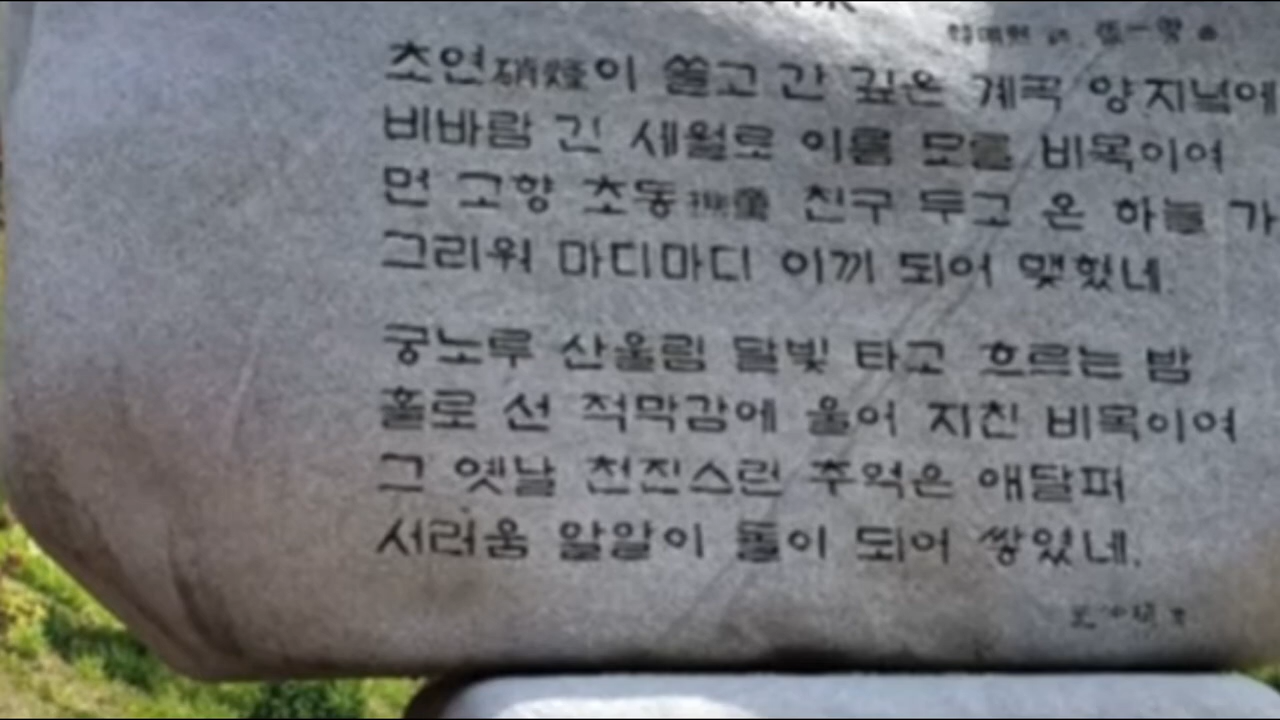 초연硝煙이 쓸고 간 깊은 계곡 양지녘에
비바람 긴 세월로 이름 모를 비목이여
먼 고향 초동樵童 친구 두고 온 하늘 가
그리워 마디마디 이끼 되어 맺혔네.
궁노루 산울림 달빛 타고 흐르는 밤
홀로 선 적막감에 울어 지친 비목이여
그 옛날 천진스런 추억은 애달퍼
서러움 알알이 돌이 되어 쌓였네.